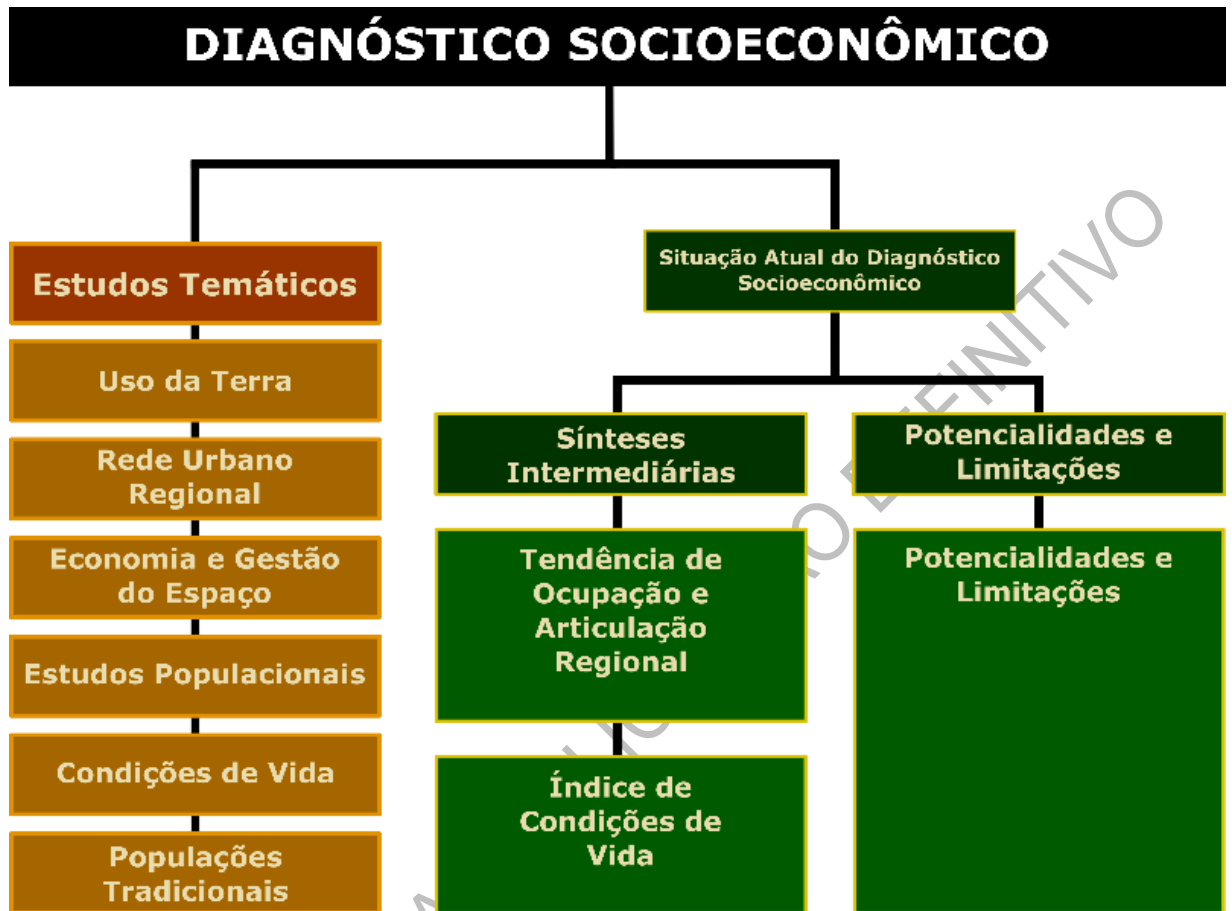 DIAGNÓSTICO SOCIOECONÔMICO
Estudos Temáticos
Uso da Terra
Rede Urbano
Regional
Economia e Gestão
do Espaço
Estudos Populacionais
Condições de Vida
Populações
Tradicionais
Situação Atual do Diagnóstico
Socioeconômico
Sínteses
Intermediárias
Tendência de
Ocupação e
Articulação
Regional
Índice de
Condições de
Vida
Potencialidades e
Limitações
Potencialidades e
Limitações